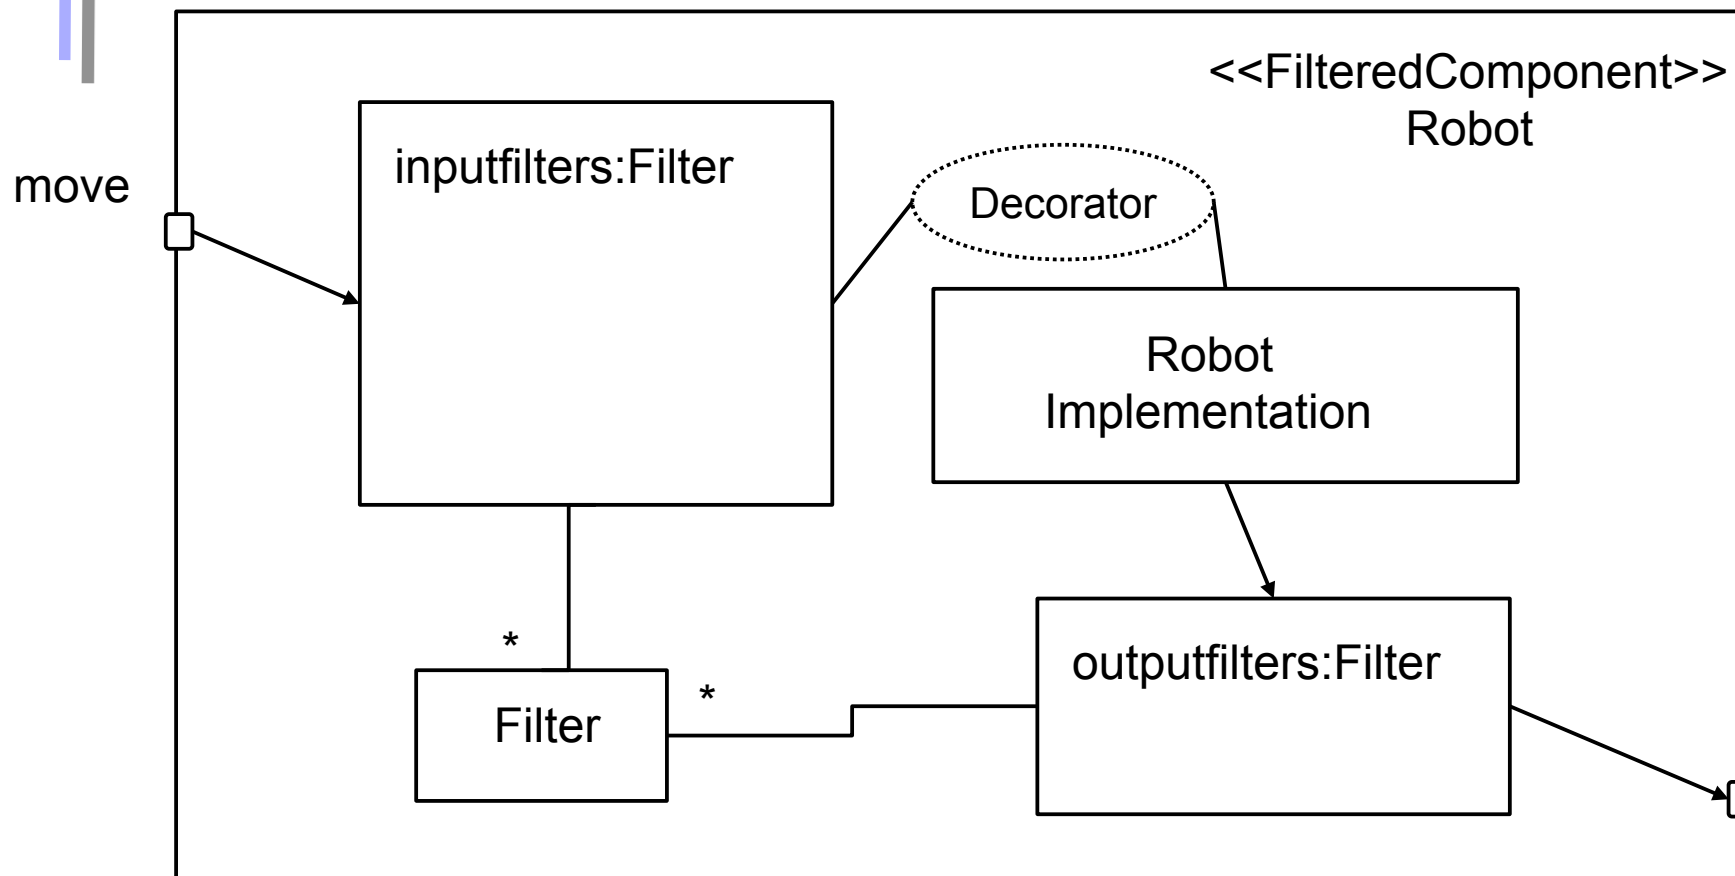 <<FilteredComponent>>
Robot
move
inputfilters:Filter
Decorator
Robot
Implementation
*
*
Filter
outputfilters:Filter